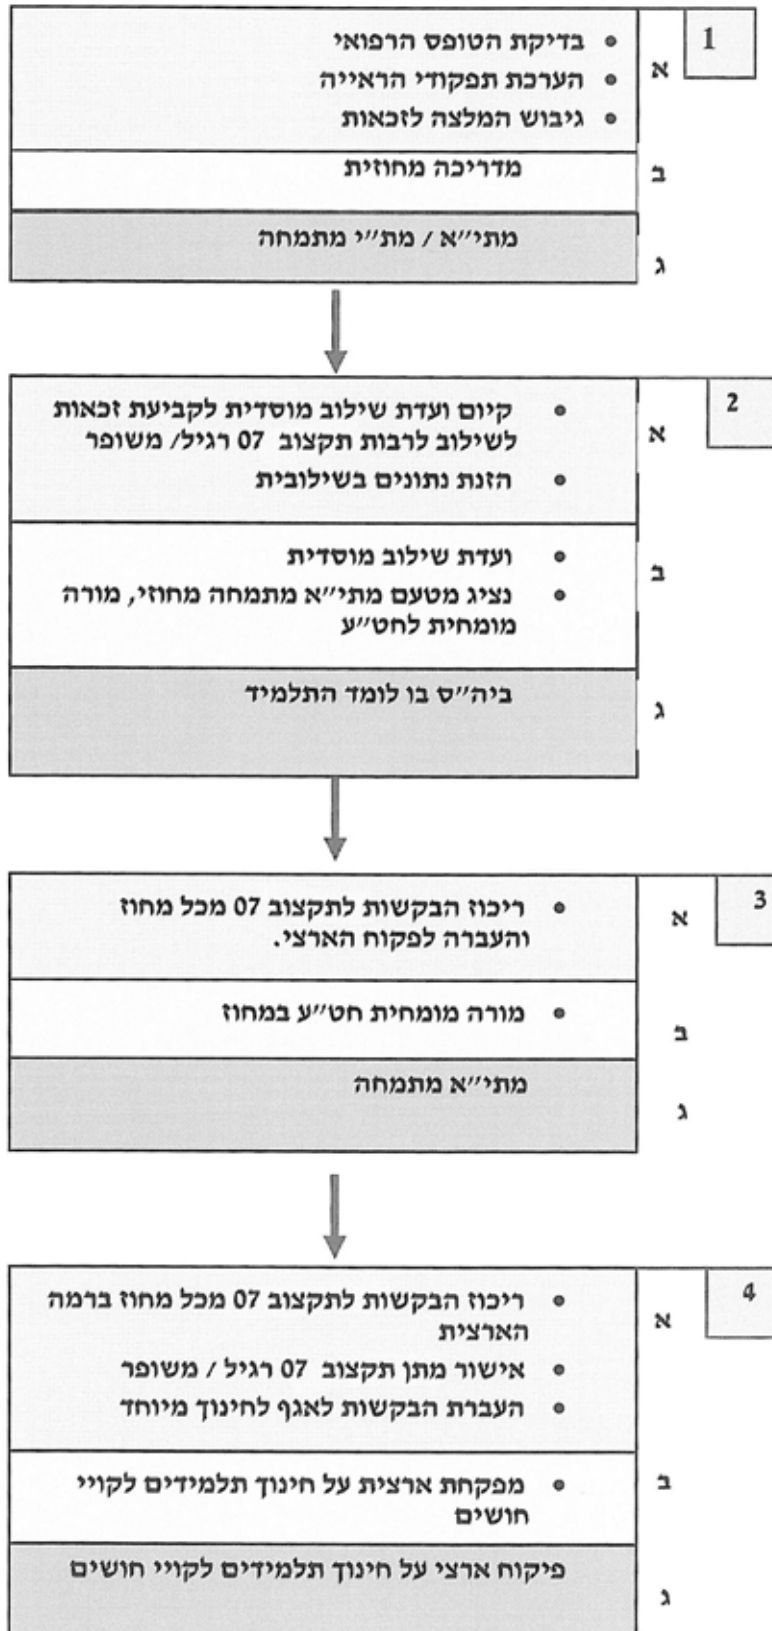 1
א
• בדיקת הטופס הרפואי
• הערכת תפקודי הראייה
• גיבוש המלצה לזכאות
ב
מדריכה מחוזית
ג
מתי״א / מת״י מתמחה
2
א
• קיום ועדת שילוב מוסדית לקביעת זכאות
לשילוב לרבות תקצוב 07 רגיל/ משופר
• הזנת נתונים בשילובית
ב
• ועדת שילוב מוסדית
• נציג מטעם מתי״א מתמחה מחוזי, מורה
מומחית לחט״ע
ג
ביה״ס בו לומד התלמיד
3
א
• ריכוז הבקשות לתקצוב 07 מכל מחוז
והעברה לפקוח הארצי.
ב
• מורה מומחית חט״ע במחוז
ג
מתי״א מתמחה
4
א
• ריכוז הבקשות לתקצוב 07 מכל מחוז ברמה
הארצית
• אישור מתן תקצוב 07 רגיל / משופר
• העברת הבקשות לאגף לחינוך מיוחד
ב
• מפקחת ארצית על חינוך תלמידים לקויי
חושים
ג
פיקוח ארצי על חינוך תלמידים לקויי חושים